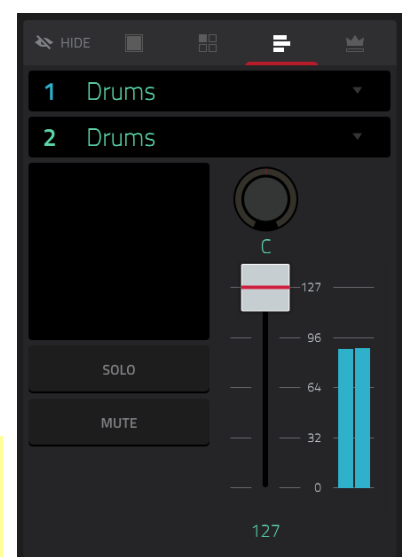 HIDE
1 Drums
2 Drums
C
127
96
SOLO
64
MUTE
32
0
127